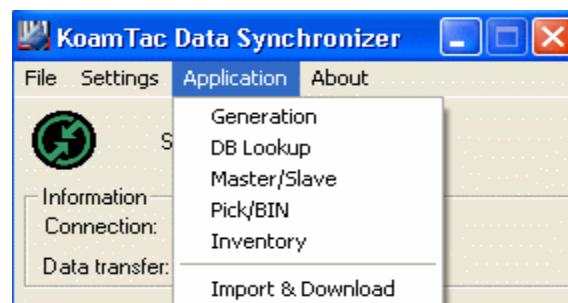 KoamTac Data Synchronizer
File Settings Application About
Generation
S
DB Lookup
Master/Slave
Information
Pick/BIN
Connection:
Inventory
Data transfer:
Import & Download